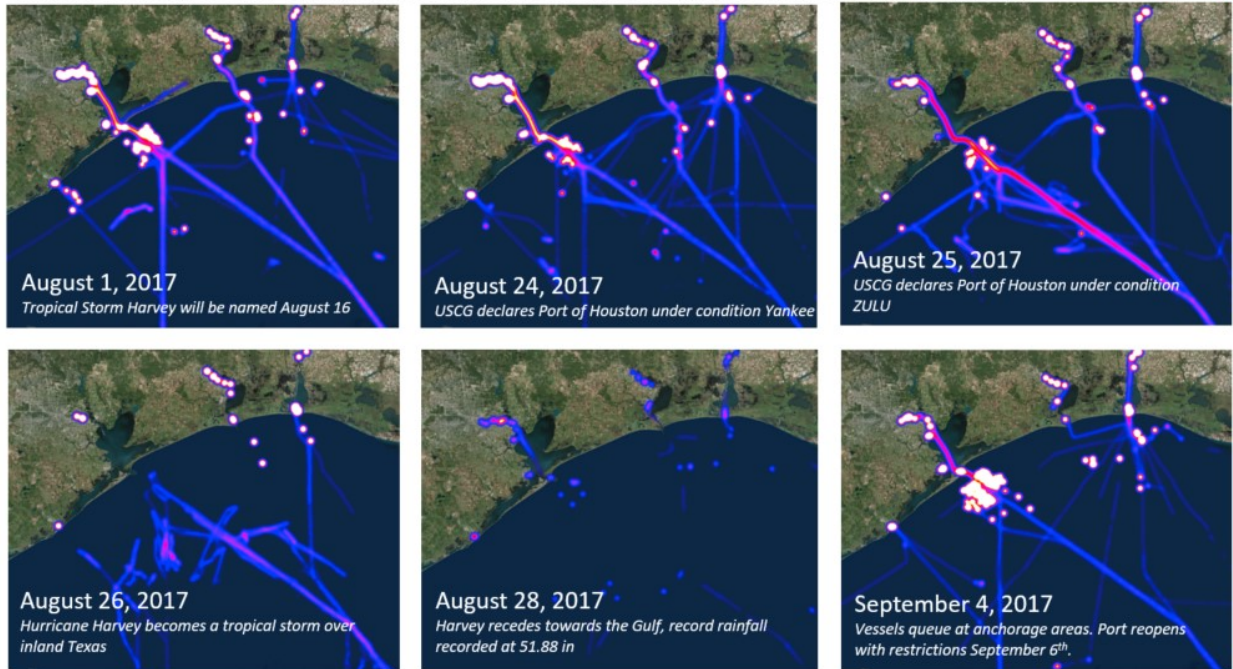 August 1, 2017
Tropical Storm Harvey will be named August 16
August 24, 2017
USCG declares Port of Houston under condition Yankee
August 25, 2017
USCG declares Port of Houston under condition
ZULU
August 26, 2017
Hurricane Harvey becomes a tropical storm over
inland Texas
August 28, 2017
Harvey recedes towards the Gulf, record rainfall
recorded at 51.88 in
September 4, 2017
Vessels queue at anchorage areas. Port reopens
with restrictions September 6th.